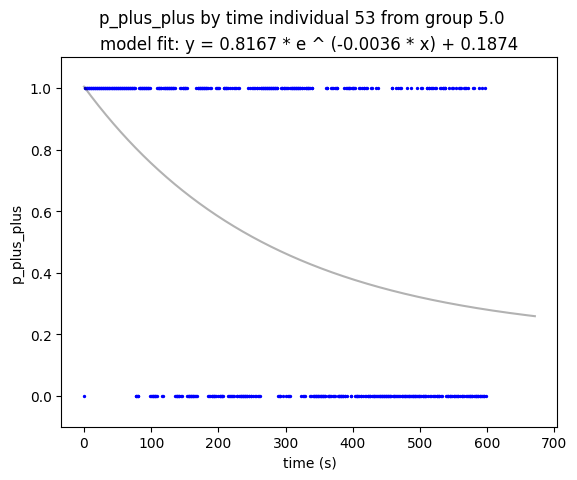 p_plus_plus by time individual 53 from group 5.0
model fit: y = 0.8167 * e ^ (-0.0036 * x) + 0.1874
1.0
0.8
0.6
0.4
0.2
0.0
p_plus_plus
0 100 200 300 400 500 600 700
time (s)